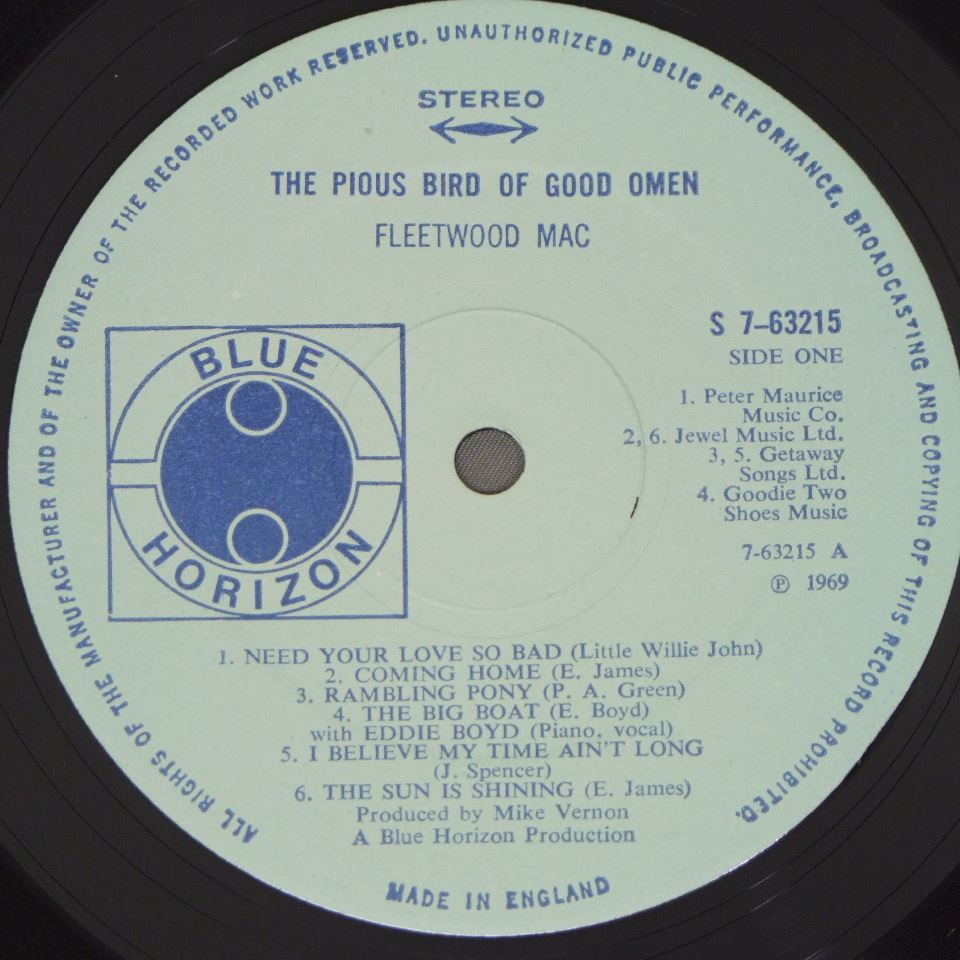 ALL RIGHTS OF THE MANUFACTURER AND OF THE OWNER OF THE RECORDED WORK RESERVED. UNAUTHORIZED PUBLIC PERFORMANCE, BROADCASTING AND COPYING OF THIS RECORD PROHIBITED.
STEREO
THE PIOUS BIRD OF GOOD OMEN
FLEETWOOD MAC
BLUE
HORIZON
S 7-63215
SIDE ONE
1. Peter Maurice
Music Co.
2, 6. Jewel Music Ltd.
3, 5. Getaway
Songs Ltd.
4. Goodie Two
Shoes Music
7-63215 A
℗ 1969
1. NEED YOUR LOVE SO BAD (Little Willie John)
2. COMING HOME (E. James)
3. RAMBLING PONY (P. A. Green)
4. THE BIG BOAT (E. Boyd)
with EDDIE BOYD (Piano, vocal)
5. I BELIEVE MY TIME AIN'T LONG
(J. Spencer)
6. THE SUN IS SHINING (E. James)
Produced by Mike Vernon
A Blue Horizon Production
MADE IN ENGLAND